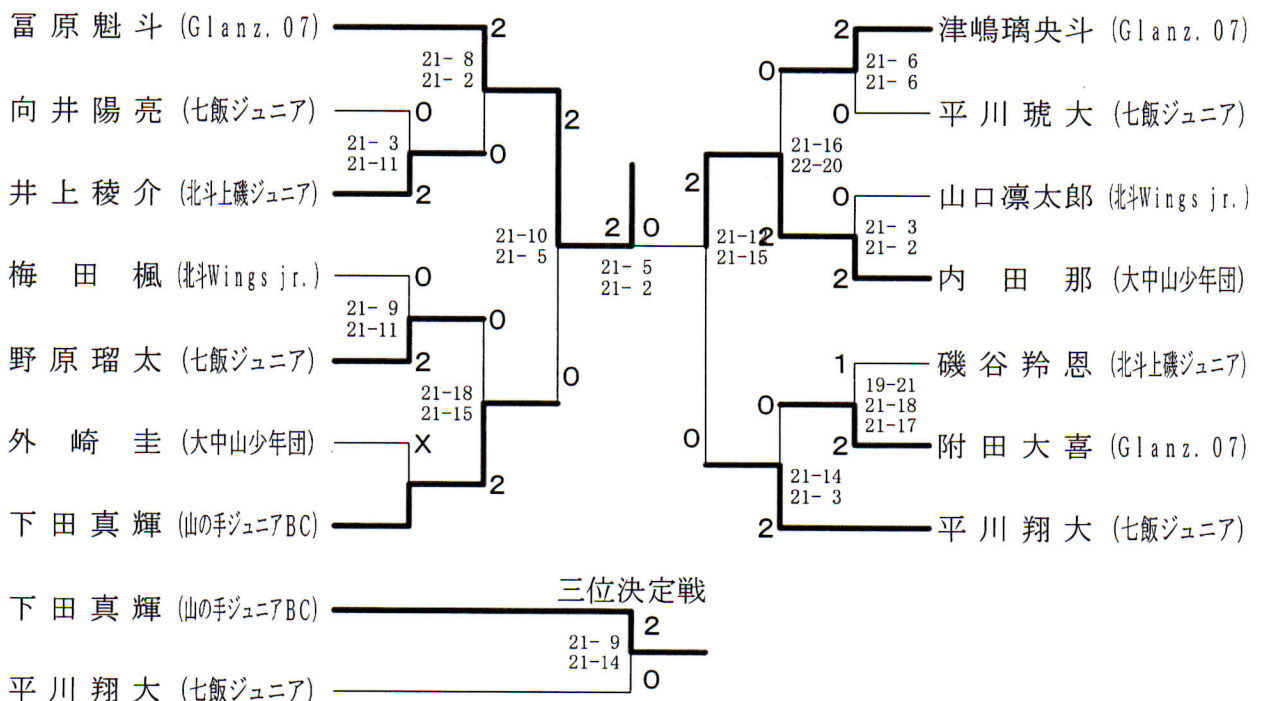 冨原魁斗 (Glanz.07)
2
21- 8
21- 2
向井陽亮 (七飯ジュニア)
0
21- 3
21-11
0
井上稜介 (北斗上磯ジュニア)
2
2
21-10
21- 5
梅田楓 (北斗Wings jr.)
0
21- 9
21-11
0
野原瑠太 (七飯ジュニア)
2
21-18
21-15
0
外崎圭 (大中山少年団)
X
2
下田真輝 (山の手ジュニアBC)
2 0
21- 5
21- 2
2 津嶋璃央斗 (Glanz.07)
0
21- 6
21- 6
0 平川琥大 (七飯ジュニア)
21-16
22-20
2
0 山口凛太郎 (北斗Wings jr.)
21- 3
21- 2
21-12
21-15
2
2 内田那 (大中山少年団)
1 磯谷羚恩 (北斗上磯ジュニア)
19-21
21-18
21-17
0
2 附田大喜 (Glanz.07)
0
21-14
21- 3
2 平川翔大 (七飯ジュニア)
三位決定戦
下田真輝 (山の手ジュニアBC)
2
21- 9
21-14
0
平川翔大 (七飯ジュニア)